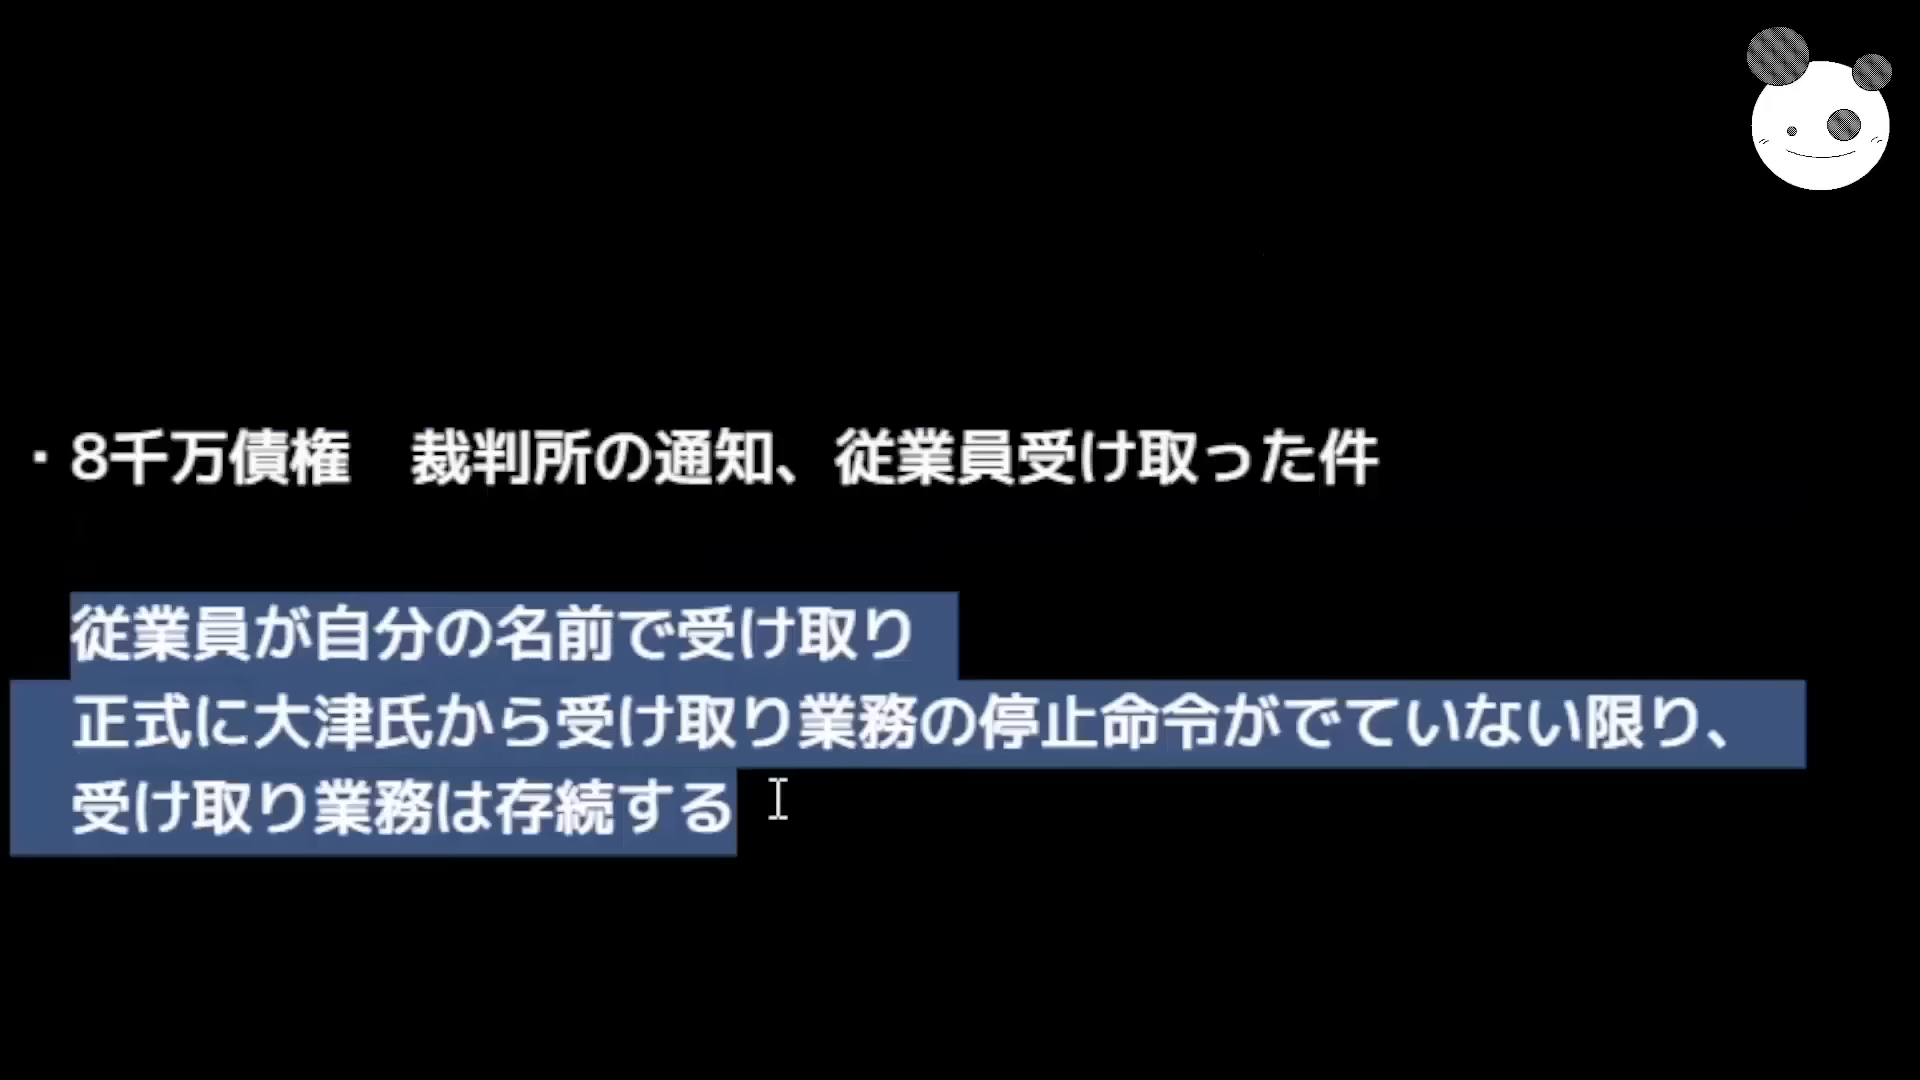 ・8千万債権　裁判所の通知、従業員受け取った件
従業員が自分の名前で受け取り
正式に大津氏から受け取り業務の停止命令がでていない限り、
受け取り業務は存続する